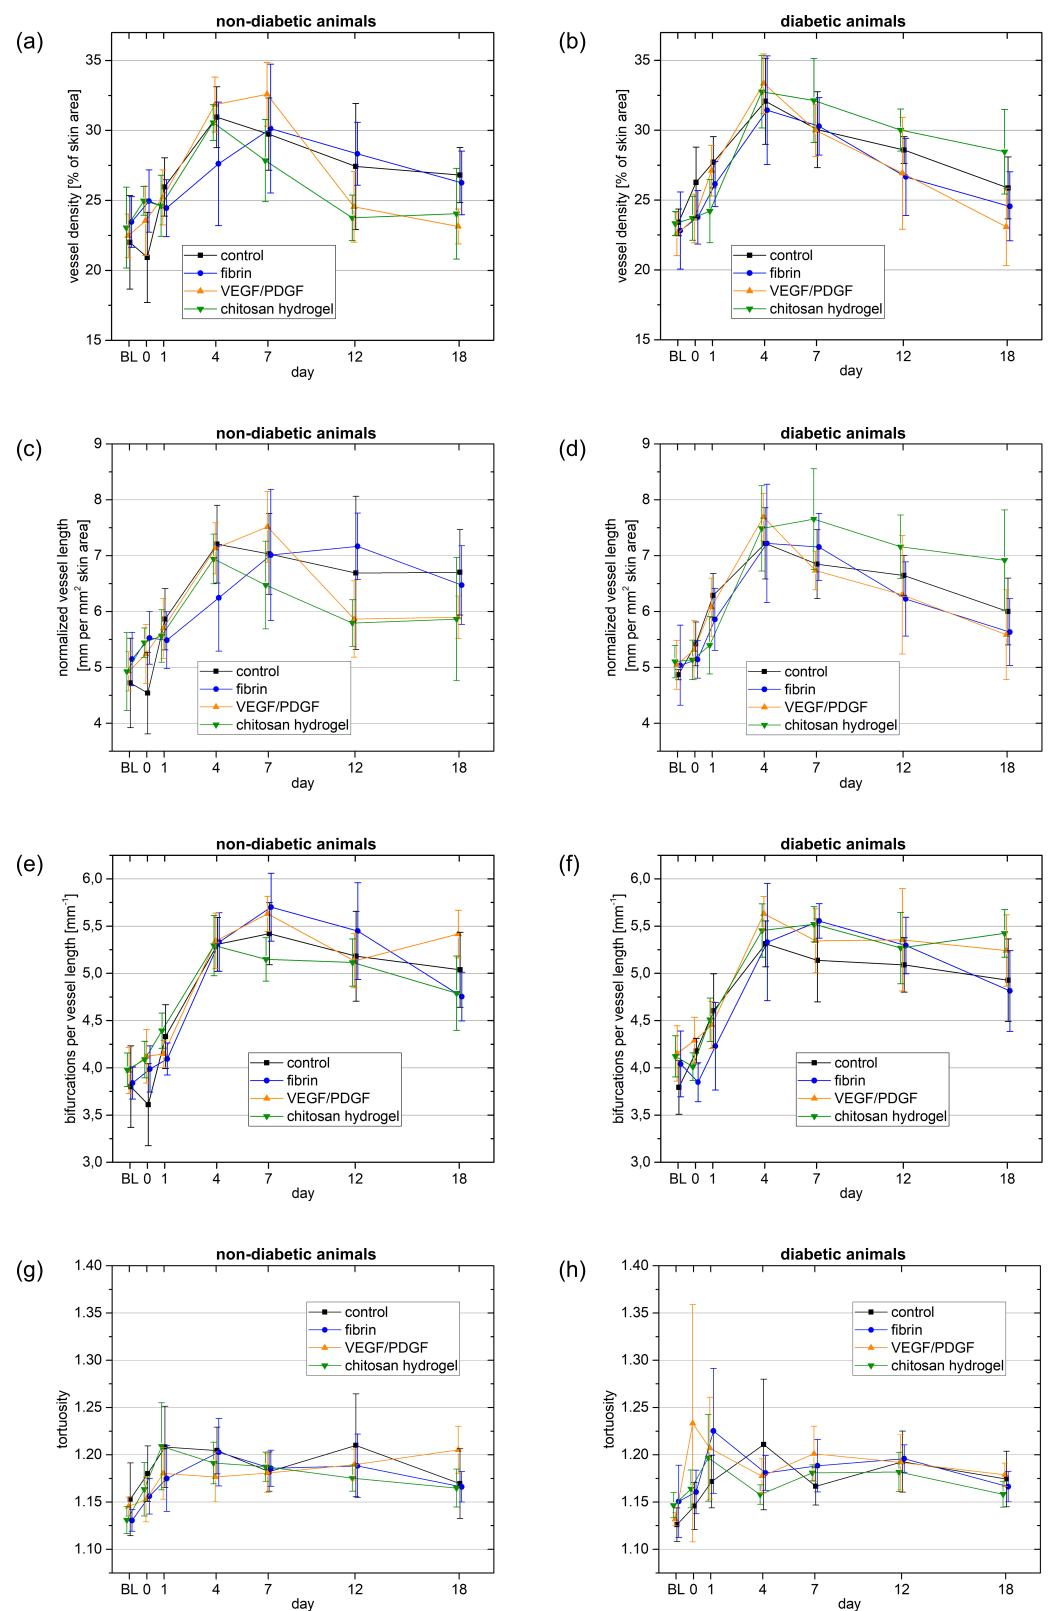 non-diabetic animals
(a)
vessel density [% of skin area]
35
30
25
20
15
control
fibrin
VEGF/PDGF
chitosan hydrogel
BL 0 1 4 7 12 18
day
diabetic animals
(b)
vessel density [% of skin area]
35
30
25
20
15
control
fibrin
VEGF/PDGF
chitosan hydrogel
BL 0 1 4 7 12 18
day
non-diabetic animals
(c)
normalized vessel length
[mm per mm² skin area]
9
8
7
6
5
4
control
fibrin
VEGF/PDGF
chitosan hydrogel
BL 0 1 4 7 12 18
day
diabetic animals
(d)
normalized vessel length
[mm per mm² skin area]
9
8
7
6
5
4
control
fibrin
VEGF/PDGF
chitosan hydrogel
BL 0 1 4 7 12 18
day
non-diabetic animals
(e)
bifurcations per vessel length [mm⁻¹]
6,0
5,5
5,0
4,5
4,0
3,5
3,0
control
fibrin
VEGF/PDGF
chitosan hydrogel
BL 0 1 4 7 12 18
day
diabetic animals
(f)
bifurcations per vessel length [mm⁻¹]
6,0
5,5
5,0
4,5
4,0
3,5
3,0
control
fibrin
VEGF/PDGF
chitosan hydrogel
BL 0 1 4 7 12 18
day
non-diabetic animals
(g)
tortuosity
1.40
1.35
1.30
1.25
1.20
1.15
1.10
control
fibrin
VEGF/PDGF
chitosan hydrogel
BL 0 1 4 7 12 18
day
diabetic animals
(h)
tortuosity
1.40
1.35
1.30
1.25
1.20
1.15
1.10
control
fibrin
VEGF/PDGF
chitosan hydrogel
BL 0 1 4 7 12 18
day